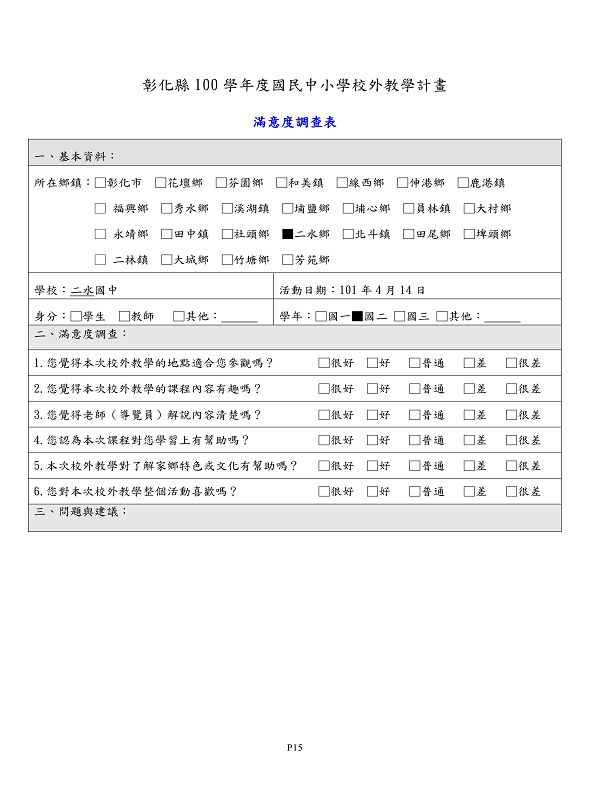 彰化縣 100 學年度國民中小學校外教學計畫
滿意度調查表
一、基本資料：
所在鄉鎮：□彰化市 □花壇鄉 □芬園鄉 □和美鎮 □線西鄉 □伸港鄉 □鹿港鎮
□ 福興鄉 □秀水鄉 □溪湖鎮 □埔鹽鄉 □埔心鄉 □員林鎮 □大村鄉
□ 永靖鄉 □田中鎮 □社頭鄉 ■二水鄉 □北斗鎮 □田尾鄉 □埤頭鄉
□ 二林鎮 □大城鄉 □竹塘鄉 □芳苑鄉
學校：二水國中 活動日期：101 年 4 月 14 日
身分：□學生 □教師 □其他：______ 學年：□國一■國二 □國三 □其他：______
二、滿意度調查：
1.您覺得本次校外教學的地點適合您參觀嗎？ □很好 □好 □普通 □差 □很差
2.您覺得本次校外教學的課程內容有趣嗎？ □很好 □好 □普通 □差 □很差
3.您覺得老師（導覽員）解說內容清楚嗎？ □很好 □好 □普通 □差 □很差
4.您認為本次課程對您學習上有幫助嗎？ □很好 □好 □普通 □差 □很差
5.本次校外教學對了解家鄉特色或文化有幫助嗎？ □很好 □好 □普通 □差 □很差
6.您對本次校外教學整個活動喜歡嗎？ □很好 □好 □普通 □差 □很差
三、問題與建議：
P15